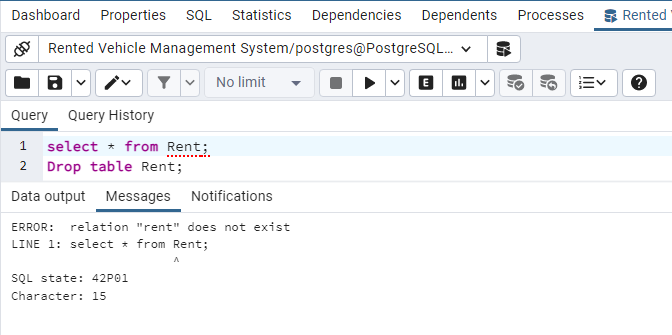 Dashboard Properties SQL Statistics Dependencies Dependents Processes Rented
Rented Vehicle Management System/postgres@PostgreSQL...
No limit E ?
Query Query History
1 select * from Rent;
2 Drop table Rent;
Data output Messages Notifications
ERROR:  relation "rent" does not exist
LINE 1: select * from Rent;
^
SQL state: 42P01
Character: 15